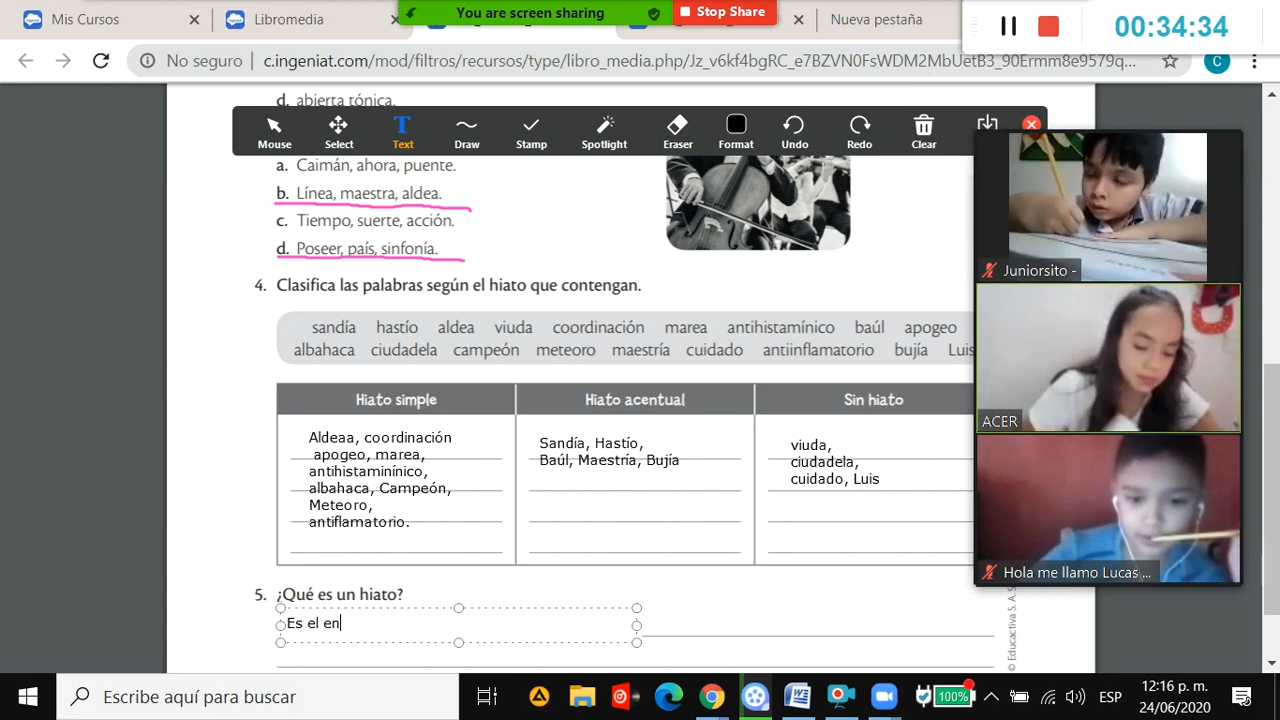 Mis Cursos
Libromedia
You are screen sharing
Stop Share
Nueva pestaña
00:34:34
No seguro
c.ingeniat.com/mod/filtros/recursos/type/libro_media.php/Jz_v6kf4bgRC_e7BZVN0FsWDM2MbUetB3_90Ermm8e9579q...
C
d. abierta tónica.
Mouse
Select
Text
Draw
Stamp
Spotlight
Eraser
Format
Undo
Redo
Clear
a. Caimán, ahora, puente.
b. Línea, maestra, aldea.
c. Tiempo, suerte, acción.
d. Poseer, país, sinfonía.
Juniorsito -
4. Clasifica las palabras según el hiato que contengan.
sandía hastío aldea viuda coordinación marea antihistamínico baúl apogeo
albahaca ciudadela campeón meteoro maestría cuidado antiinflamatorio bujía Luis
Hiato simple
Hiato acentual
Sin hiato
Aldeaa, coordinación
apogeo, marea,
antihistaminínico,
albahaca, Campeón,
Meteoro,
antiflamatorio.
Sandía, Hastío,
Baúl, Maestría, Bujía
viuda,
ciudadela,
cuidado, Luis
ACER
Hola me llamo Lucas ...
5. ¿Qué es un hiato?
Es el en
© Educactiva S. A. S.
Escribe aquí para buscar
100%
ESP
12:16 p. m.
24/06/2020